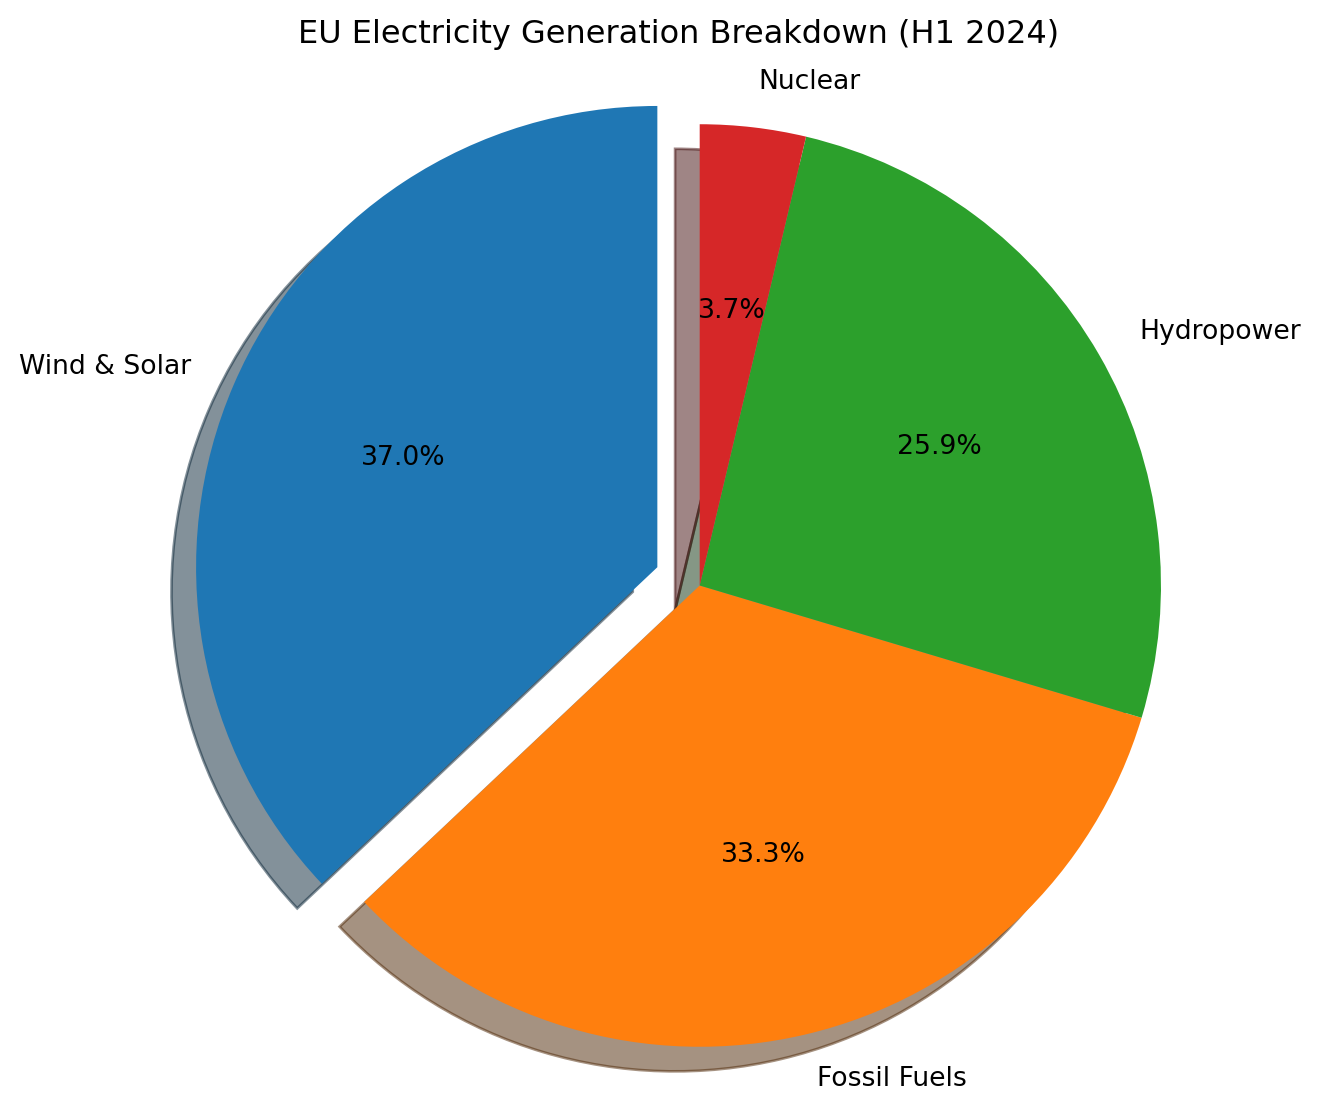 EU Electricity Generation Breakdown (H1 2024)
Nuclear
3.7%
Hydropower
Wind & Solar
25.9%
37.0%
33.3%
Fossil Fuels